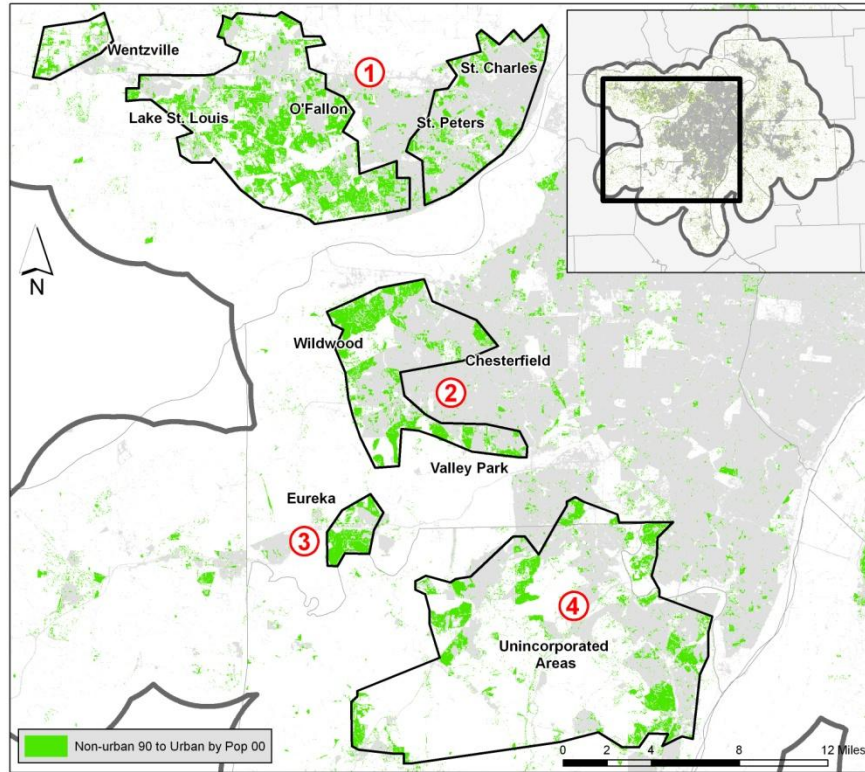 Wentzville
1
St. Charles
O'Fallon
Lake St. Louis
St. Peters
N
Wildwood
Chesterfield
2
Valley Park
Eureka
3
4
Unincorporated
Areas
Non-urban 90 to Urban by Pop 00
0 2 4 8 12 Miles